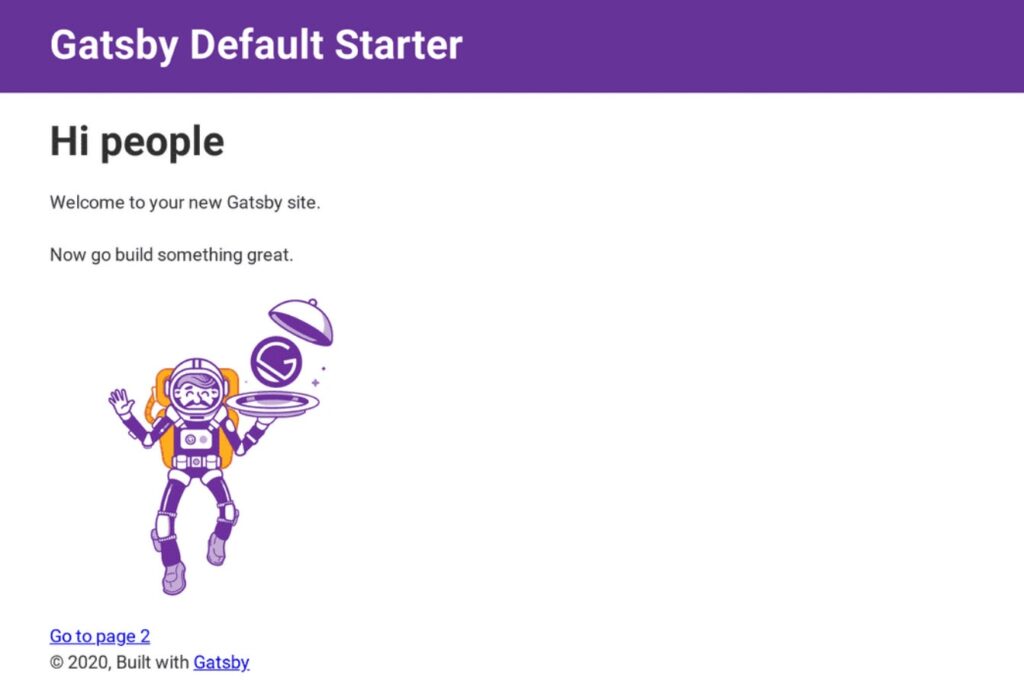 Gatsby Default Starter
Hi people
Welcome to your new Gatsby site.
Now go build something great.
Go to page 2
© 2020, Built with Gatsby